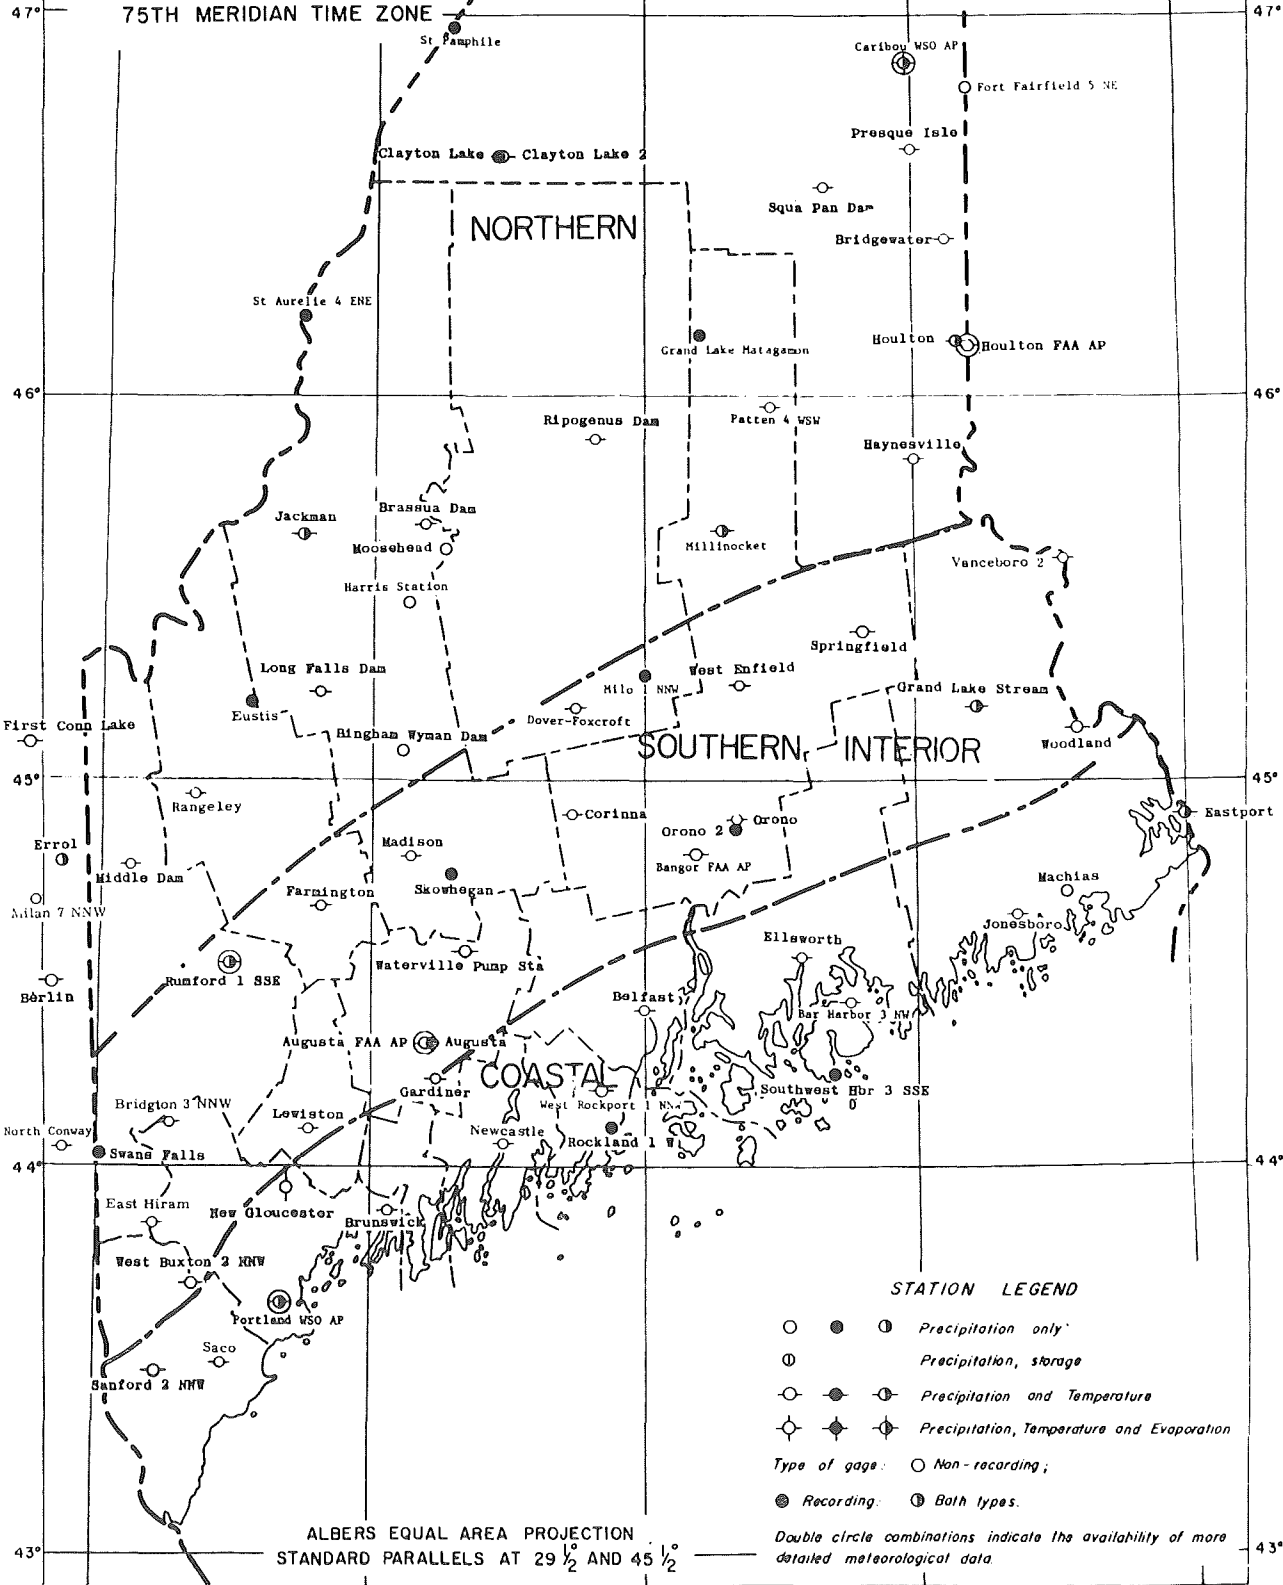 47°
75TH MERIDIAN TIME ZONE
47°
St Pamphile
Caribou WSO AP
Fort Fairfield 5 NE
Presque Isle
Clayton Lake
Clayton Lake 2
Squa Pan Dam
NORTHERN
Bridgewater
St Aurelie 4 ENE
Grand Lake Matagamon
Houlton
Houlton FAA AP
46°
46°
Ripogenus Dam
Patten 4 WSW
Haynesville
Jackman
Brassua Dam
Moosehead
Millinocket
Vanceboro 2
Harris Station
Springfield
Long Falls Dam
West Enfield
Milo 1 NNW
Grand Lake Stream
Eustis
Dover-Foxcroft
First Conn Lake
Bingham Wyman Dam
SOUTHERN INTERIOR
Woodland
45°
45°
Rangeley
Corinna
Orono 2
Orono
Eastport
Errol
Madison
Middle Dam
Bangor FAA AP
Skowhegan
Machias
Farmington
Milan 7 NNW
Jonesboro
Ellsworth
Waterville Pump Sta
Rumford 1 SSE
Berlin
Belfast
Bar Harbor 3 NW
Augusta FAA AP
Augusta
COASTAL
Gardiner
Southwest Hbr 3 SSE
Bridgton 3 NNW
West Rockport 1 NNW
Lewiston
North Conway
Newcastle
Rockland 1 W
Swans Falls
44°
44°
East Hiram
New Gloucester
Brunswick
West Buxton 2 NNW
Portland WSO AP
Saco
Sanford 2 NNW
STATION LEGEND
Precipitation only
Precipitation, storage
Precipitation and Temperature
Precipitation, Temperature and Evaporation
Type of gage: Non-recording;
Recording: Both types.
Double circle combinations indicate the availability of more
detailed meteorological data.
ALBERS EQUAL AREA PROJECTION
STANDARD PARALLELS AT 29 ½° AND 45 ½°
43°
43°